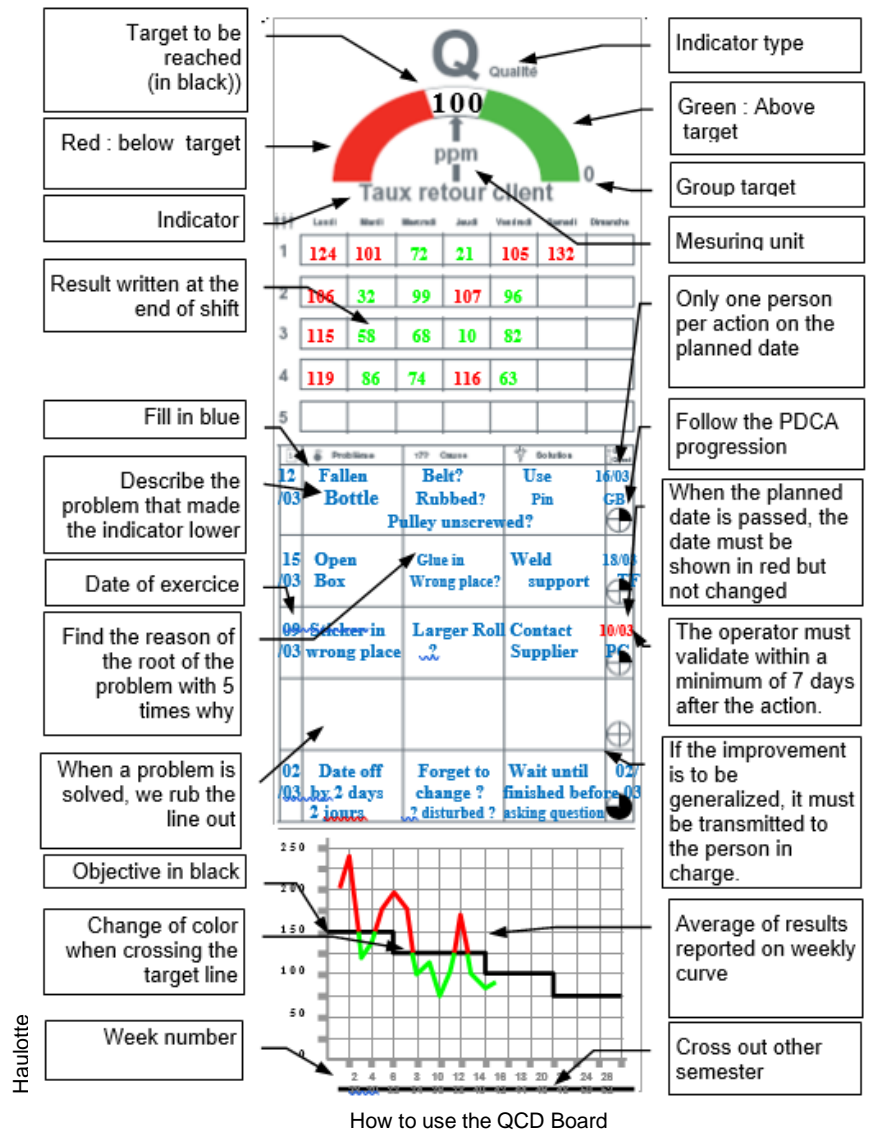 Target to be
reached
(in black))
Red : below target
Indicator
Result written at the
end of shift
Fill in blue
Describe the
problem that made
the indicator lower
Date of exercice
Find the reason of
the root of the
problem with 5
times why
When a problem is
solved, we rub the
line out
Objective in black
Change of color
when crossing the
target line
Week number
Haulotte
Q
Qualité
100
ppm
0
Taux retour client
Lundi Mardi Mercredi Jeudi Vendredi Samedi Dimanche
1 124 101 72 21 105 132
2 106 32 99 107 96
3 115 58 68 10 82
4 119 86 74 116 63
5
Problème Cause Solution
12 Fallen Belt? Use 16/03
/03 Bottle Rubbed? Pin GB
Pulley unscrewed?
15 Open Glue in Weld 18/03
/03 Box Wrong place? support TF
09 Sticker in Larger Roll Contact 10/03
/03 wrong place ? Supplier PC
02 Date off Forget to Wait until 02/
/03 by 2 days change ? finished before 03
2 jours ? disturbed ? asking question
250
200
150
100
50
0
2 4 6 8 10 12 14 16 18 20 24 28
Indicator type
Green : Above
target
Group target
Mesuring unit
Only one person
per action on the
planned date
Follow the PDCA
progression
When the planned
date is passed, the
date must be
shown in red but
not changed
The operator must
validate within a
minimum of 7 days
after the action.
If the improvement
is to be
generalized, it must
be transmitted to
the person in
charge.
Average of results
reported on weekly
curve
Cross out other
semester
How to use the QCD Board